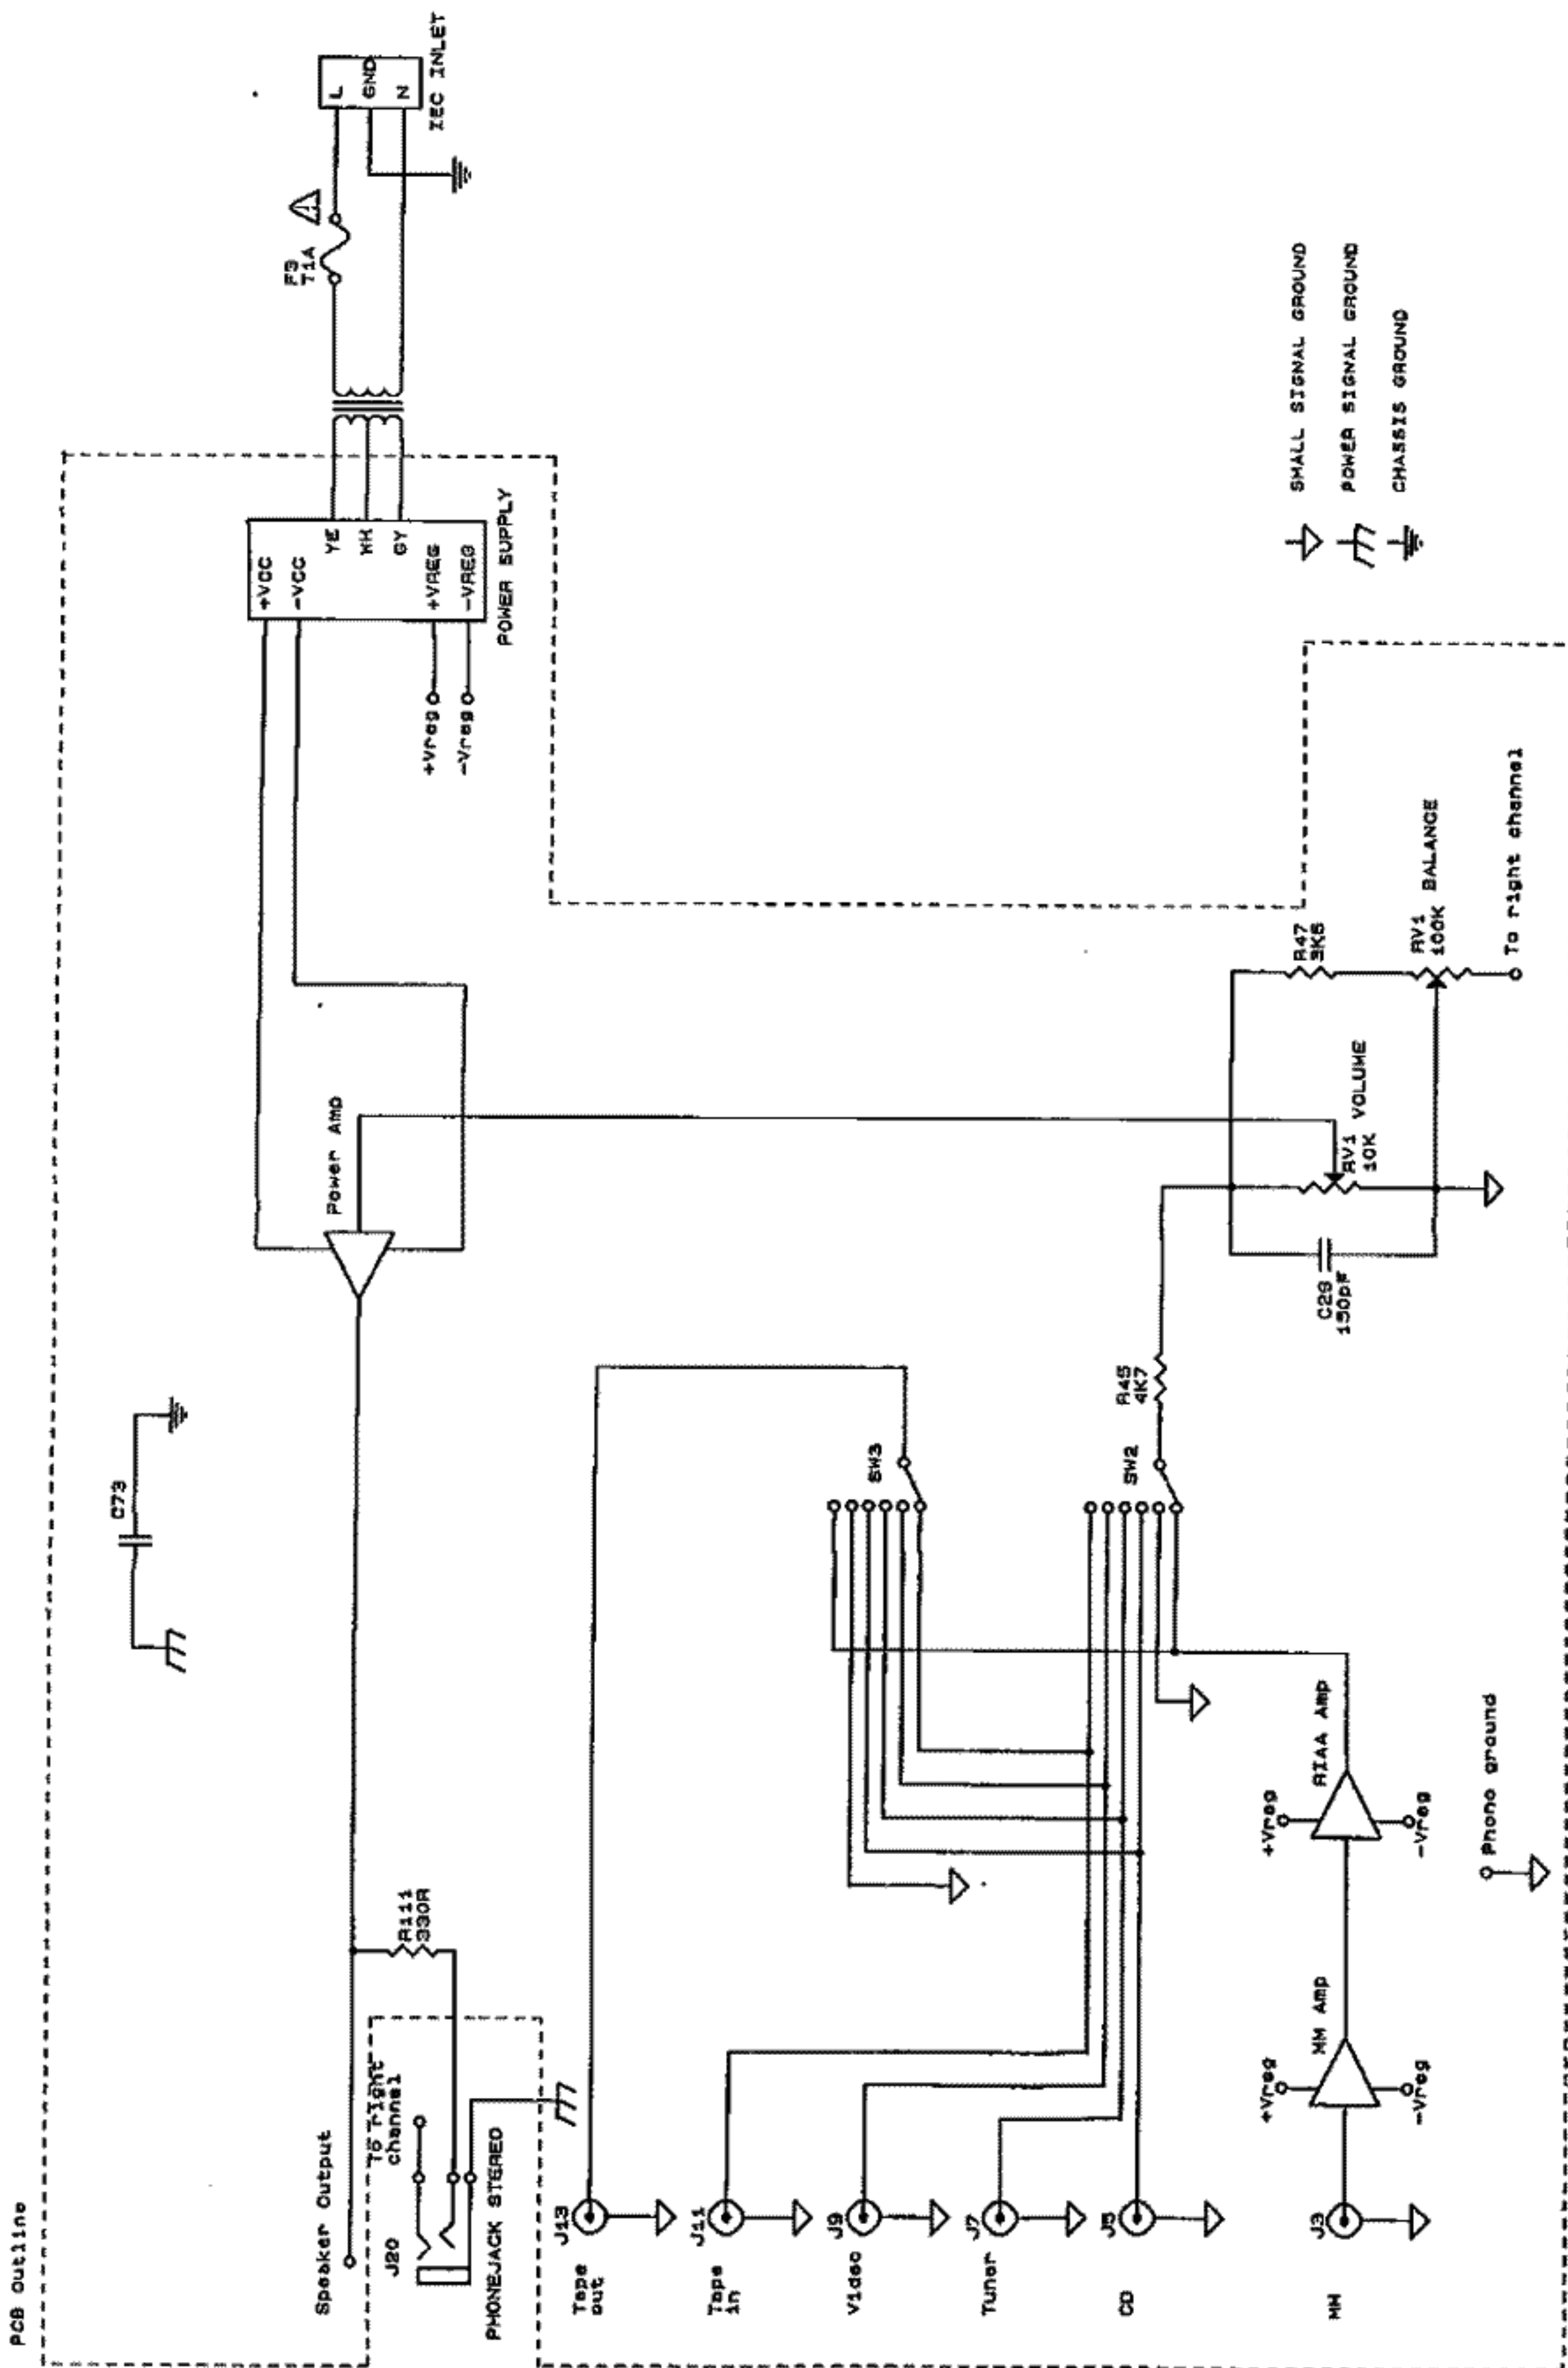 PCB Outline
C73
F3
T1A
L
GND
N
IEC INLET
+VCC
-VCC
YE
WH
GY
+VREG
-VREG
POWER SUPPLY
+Vreg
-Vreg
Power Amp
Speaker Output
R111
330R
To right
channel
J20
PHONEJACK STEREO
J13
Tape
out
J11
Tape
in
J9
Video
J7
Tuner
J5
CD
J3
MM
SW3
SW2
R45
4K7
C29
150pF
RV1
10K
VOLUME
R47
RV1
100K BALANCE
To right channel
+Vreg
MM Amp
-Vreg
+Vreg
RIAA Amp
-Vreg
Phono ground
SMALL SIGNAL GROUND
POWER SIGNAL GROUND
CHASSIS GROUND